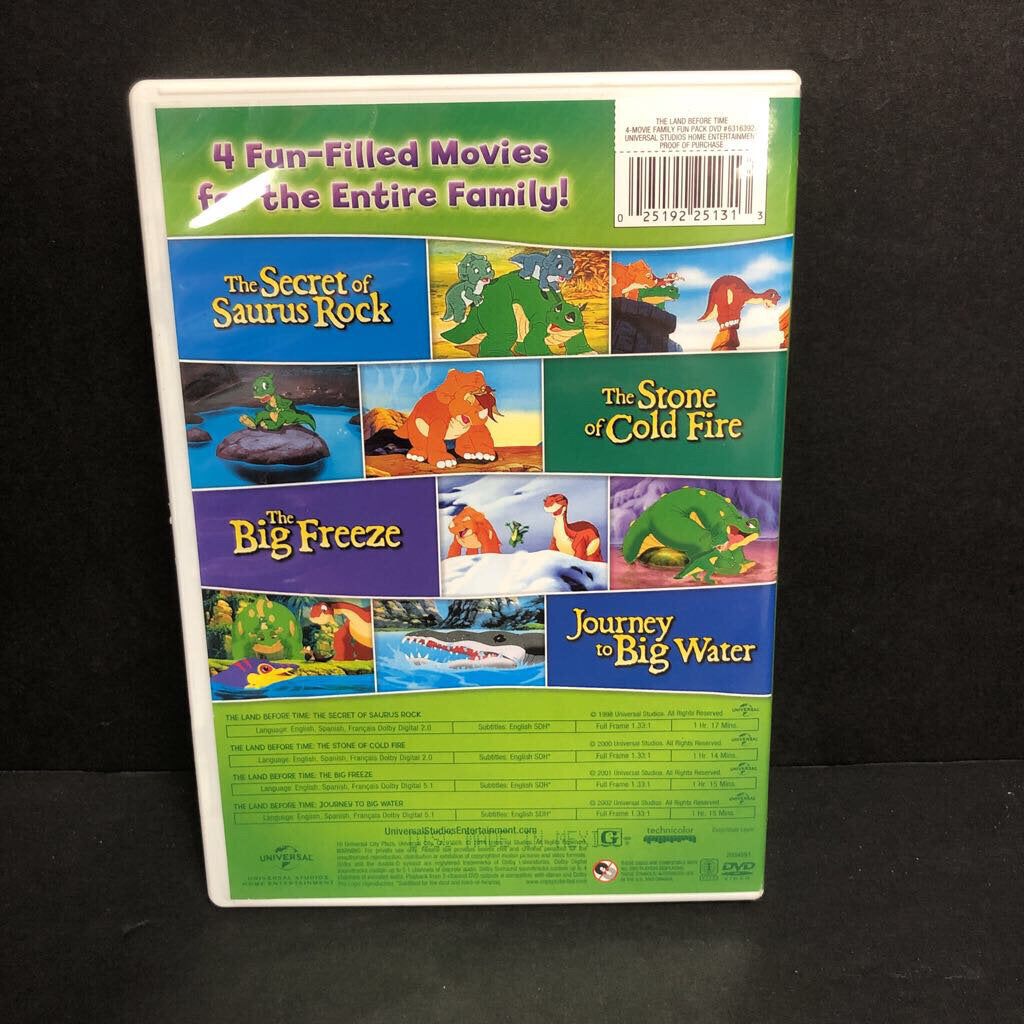 4 Fun-Filled Movies
for the Entire Family!
THE LAND BEFORE TIME
4-MOVIE FAMILY FUN PACK DVD #6316392
UNIVERSAL STUDIOS HOME ENTERTAINMENT
PROOF OF PURCHASE
0 25192 25131 3
The Secret of
Saurus Rock
The Stone
of Cold Fire
The
Big Freeze
Journey
to Big Water
THE LAND BEFORE TIME: THE SECRET OF SAURUS ROCK
© 1998 Universal Studios. All Rights Reserved.
UNIVERSAL
Language: English, Spanish, Français Dolby Digital 2.0
Subtitles: English SDH*
Full Frame 1.33:1
1 Hr. 17 Mins.
THE LAND BEFORE TIME: THE STONE OF COLD FIRE
© 2000 Universal Studios. All Rights Reserved.
UNIVERSAL
Language: English, Spanish, Français Dolby Digital 2.0
Subtitles: English SDH*
Full Frame 1.33:1
1 Hr. 14 Mins.
THE LAND BEFORE TIME: THE BIG FREEZE
© 2001 Universal Studios. All Rights Reserved.
UNIVERSAL
Language: English, Spanish, Français Dolby Digital 5.1
Subtitles: English SDH*
Full Frame 1.33:1
1 Hr. 15 Mins.
THE LAND BEFORE TIME: JOURNEY TO BIG WATER
© 2002 Universal Studios. All Rights Reserved.
UNIVERSAL
Language: English, Spanish, Français Dolby Digital 5.1
Subtitles: English SDH*
Full Frame 1.33:1
1 Hr. 15 Mins.
UniversalStudiosEntertainment.com
G
technicolor
UNIVERSAL
UNIVERSAL STUDIOS
HOME ENTERTAINMENT
DVD
VIDEO